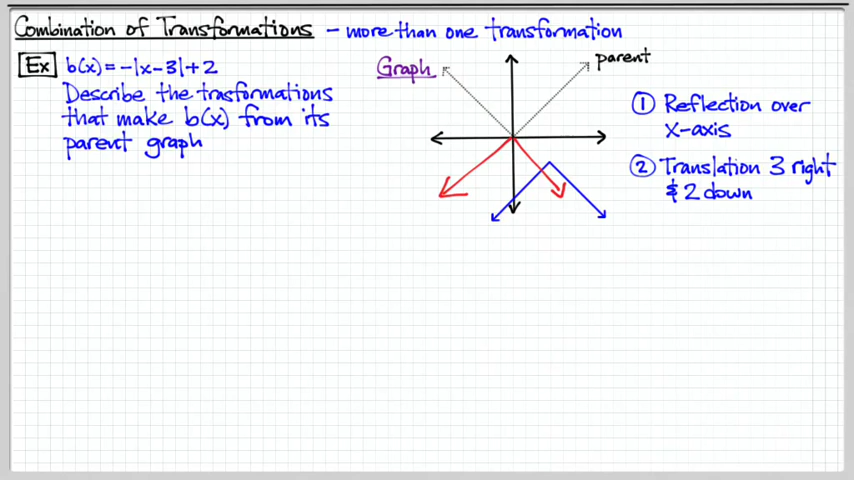 Combination of Transformations - more than one transformation
Ex b(x) = -|x-3|+2
Describe the trasformations
that make b(x) from its
parent graph
Graph
parent
① Reflection over
x-axis
② Translation 3 right
& 2 down